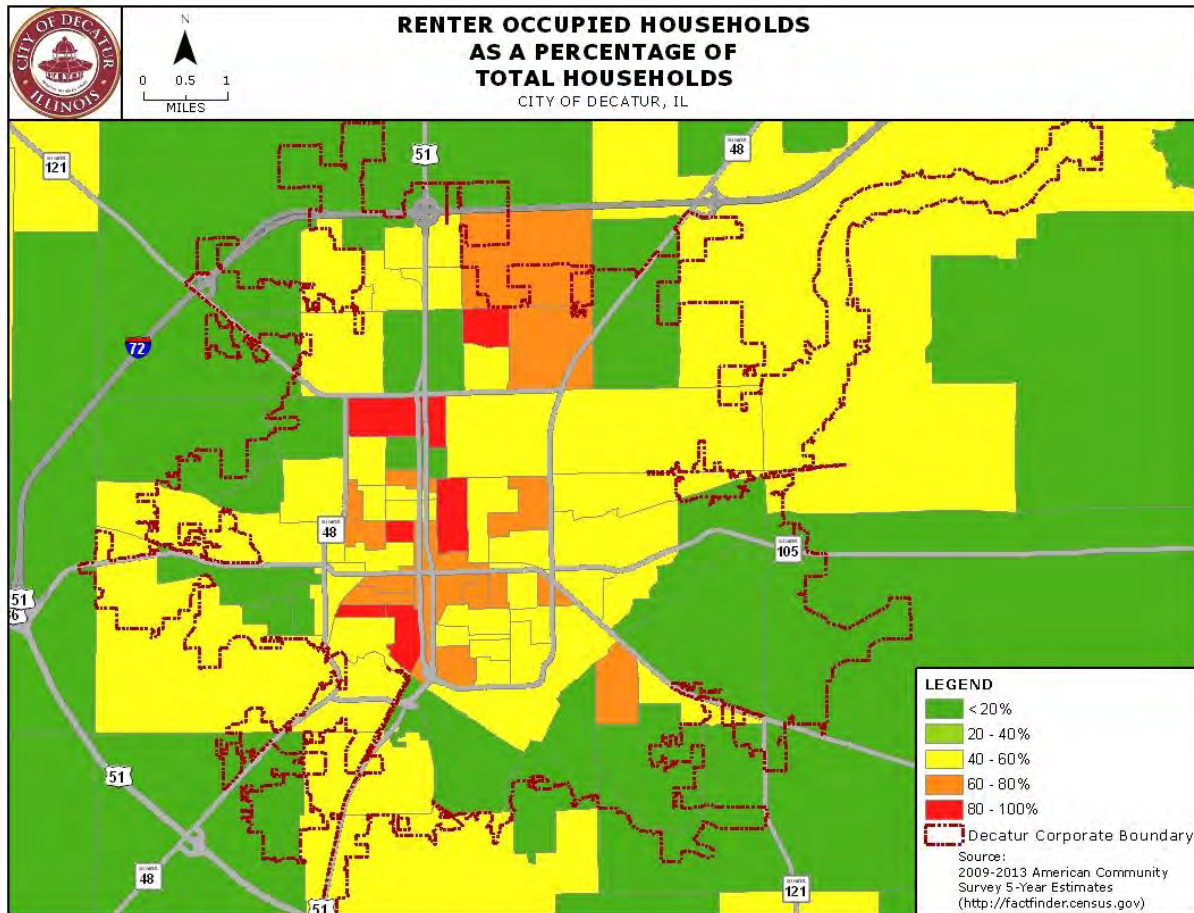 CITY OF DECATUR
ILLINOIS
N
0 0.5 1
MILES
RENTER OCCUPIED HOUSEHOLDS
AS A PERCENTAGE OF
TOTAL HOUSEHOLDS
CITY OF DECATUR, IL
121
51
48
72
48
105
51
51
48
51
121
LEGEND
< 20%
20 - 40%
40 - 60%
60 - 80%
80 - 100%
Decatur Corporate Boundary
Source:
2009-2013 American Community
Survey 5-Year Estimates
(http://factfinder.census.gov)